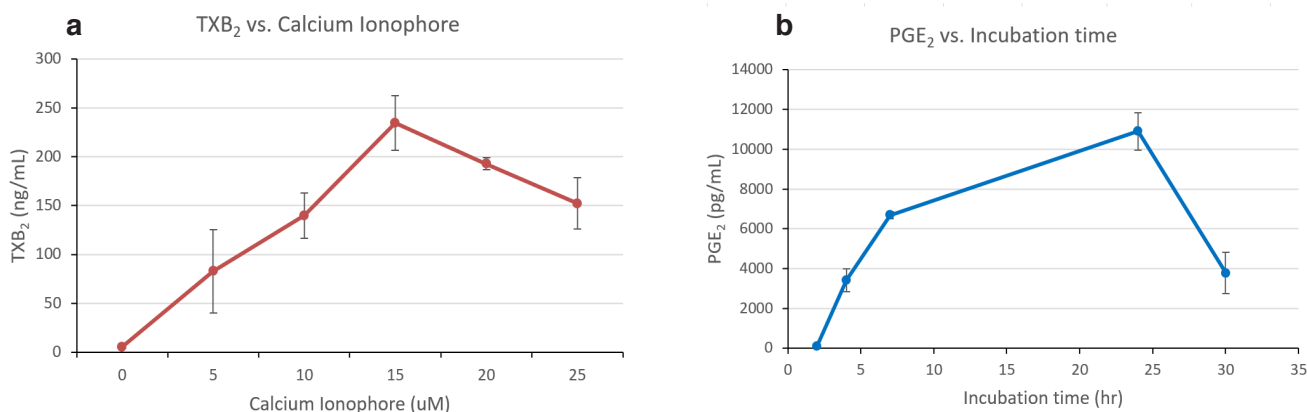 a
TXB₂ vs. Calcium Ionophore
300
250
200
150
100
50
0
TXB₂ (ng/mL)
0 5 10 15 20 25
Calcium Ionophore (uM)
b
PGE₂ vs. Incubation time
14000
12000
10000
8000
6000
4000
2000
0
PGE₂ (pg/mL)
0 5 10 15 20 25 30 35
Incubation time (hr)